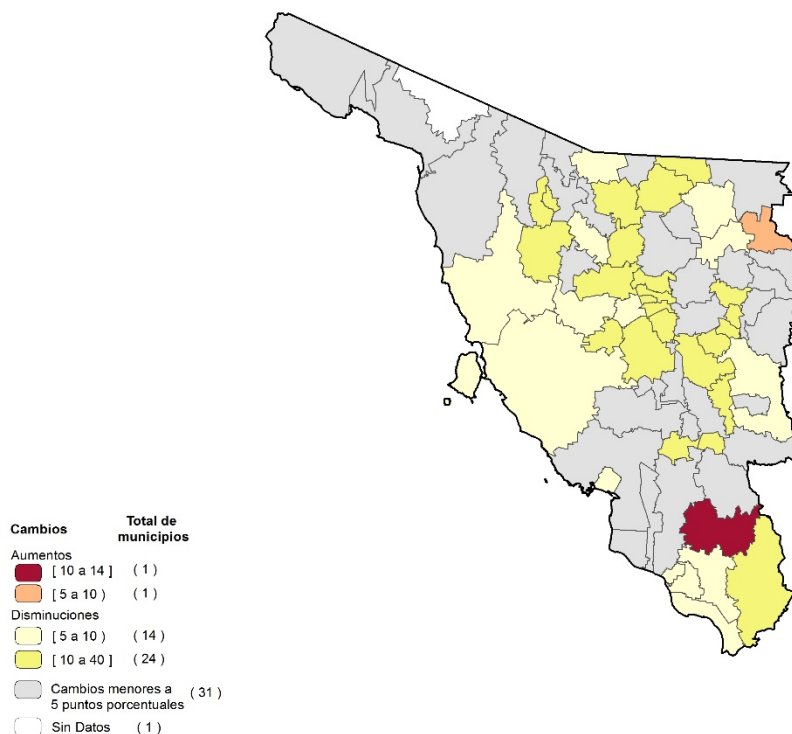 Cambios Total de municipios
Aumentos
[ 10 a 14 ] ( 1 )
[ 5 a 10 ) ( 1 )
Disminuciones
[ 5 a 10 ) ( 14 )
[ 10 a 40 ] ( 24 )
Cambios menores a ( 31 )
5 puntos porcentuales
Sin Datos ( 1 )